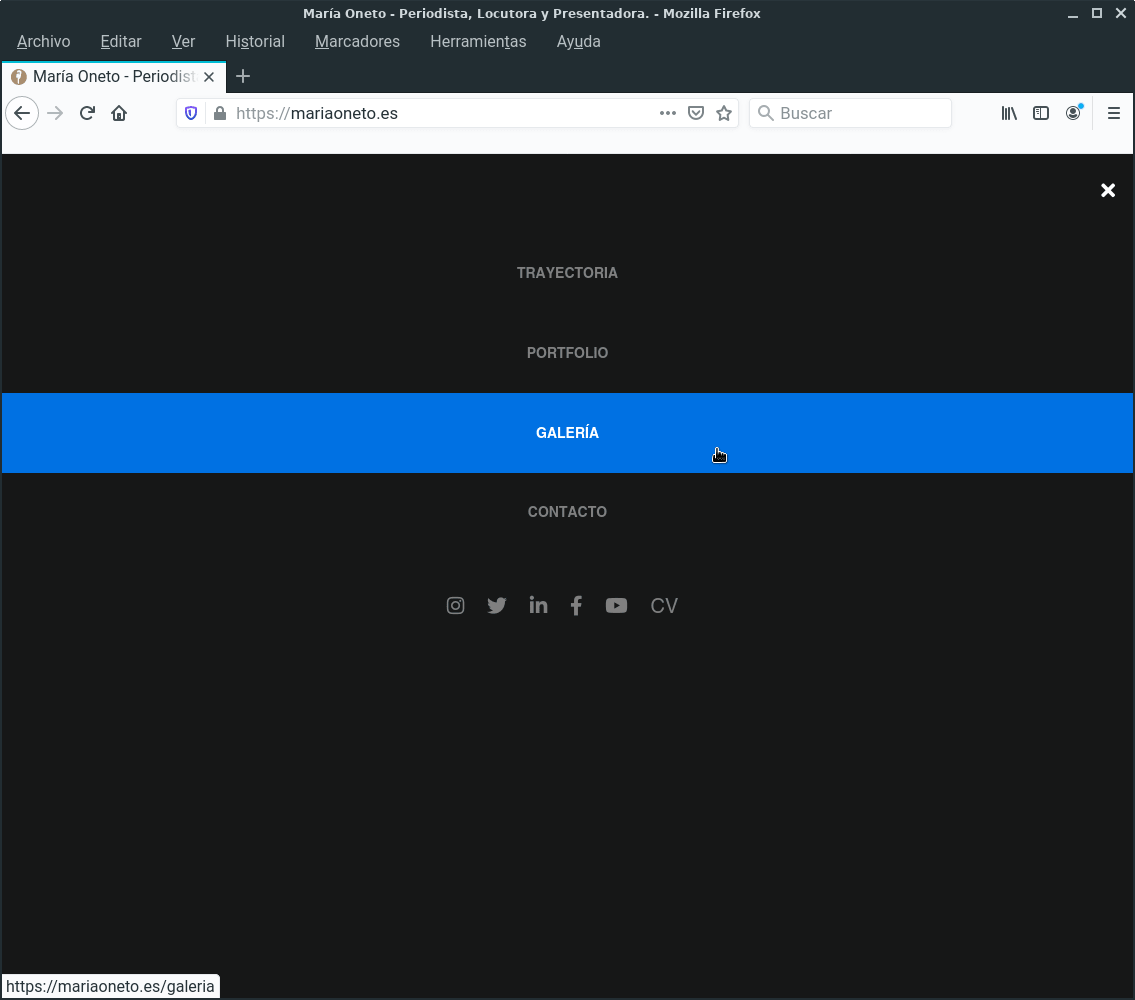 María Oneto - Periodista, Locutora y Presentadora. - Mozilla Firefox
Archivo Editar Ver Historial Marcadores Herramientas Ayuda
María Oneto - Periodist
https://mariaoneto.es
Buscar
TRAYECTORIA
PORTFOLIO
GALERÍA
CONTACTO
CV
https://mariaoneto.es/galeria